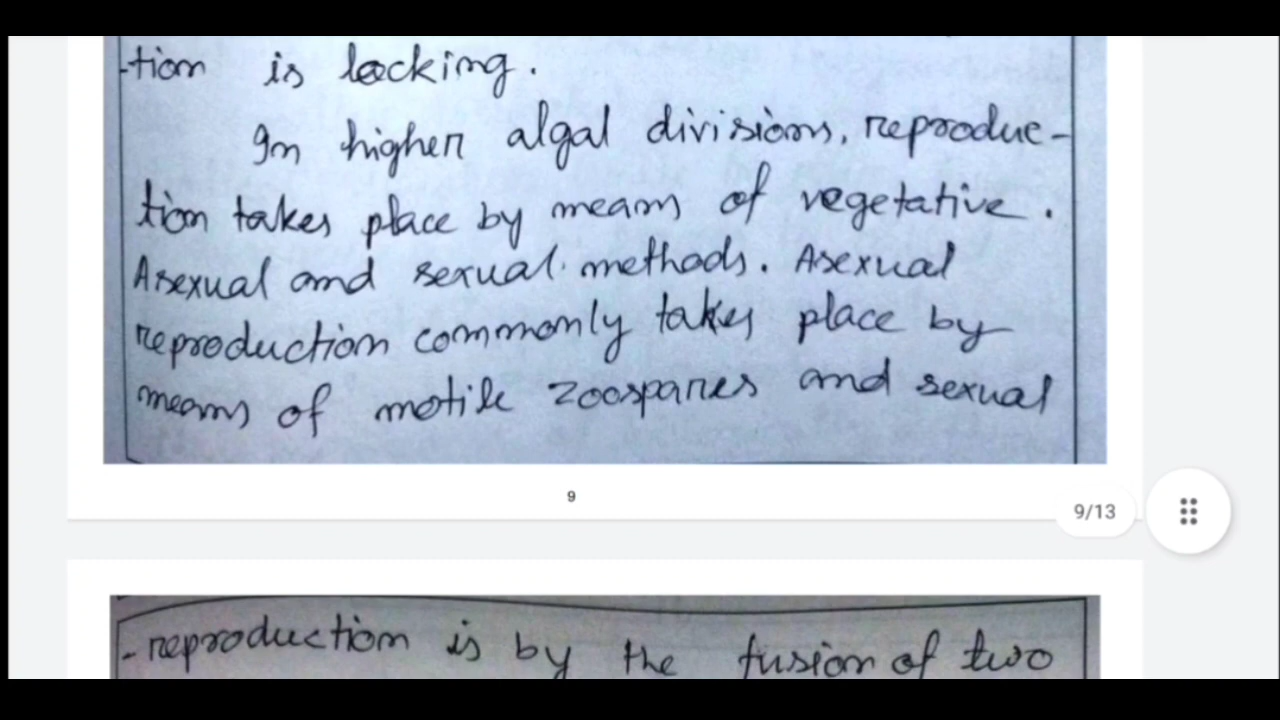 -tion is lacking.
In higher algal divisions, reproduc-
tion takes place by means of vegetative.
Asexual and sexual methods. Asexual
reproduction commonly takes place by
means of motile zoospores and sexual
9
9/13
- reproduction is by the fusion of two